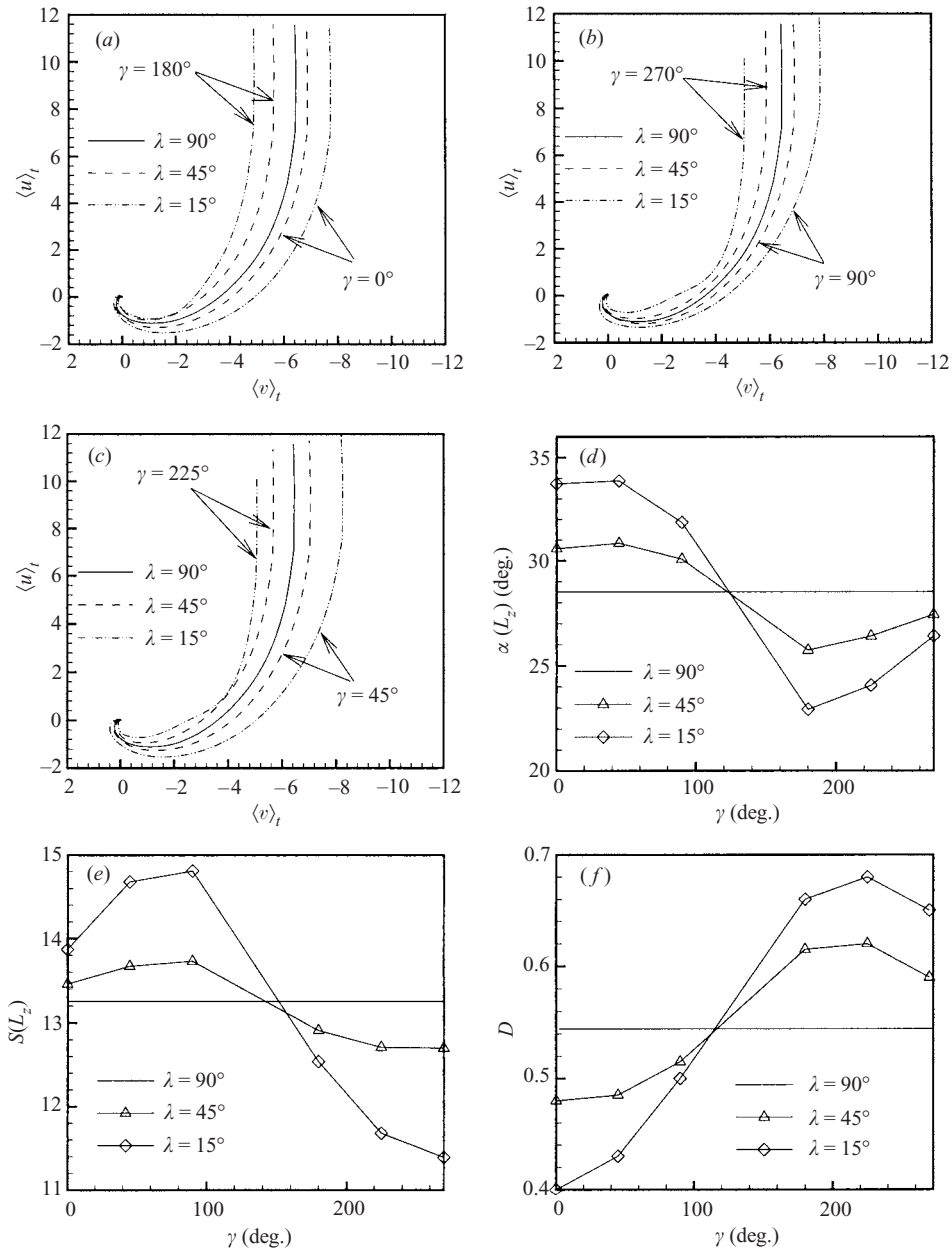 12
10
8
6
4
2
0
−2
⟨u⟩t
(a)
γ = 180°
λ = 90°
λ = 45°
λ = 15°
γ = 0°
2 0 −2 −4 −6 −8 −10 −12
⟨v⟩t
12
10
8
6
4
2
0
−2
⟨u⟩t
(b)
γ = 270°
λ = 90°
λ = 45°
λ = 15°
γ = 90°
2 0 −2 −4 −6 −8 −10 −12
⟨v⟩t
12
10
8
6
4
2
0
−2
⟨u⟩t
(c)
γ = 225°
λ = 90°
λ = 45°
λ = 15°
γ = 45°
2 0 −2 −4 −6 −8 −10 −12
⟨v⟩t
35
30
25
20
α (Lz) (deg.)
(d)
λ = 90°
λ = 45°
λ = 15°
0 100 200
γ (deg.)
15
14
13
12
11
S(Lz)
(e)
λ = 90°
λ = 45°
λ = 15°
0 100 200
γ (deg.)
0.7
0.6
0.5
0.4
D
(f)
λ = 90°
λ = 45°
λ = 15°
0 100 200
γ (deg.)